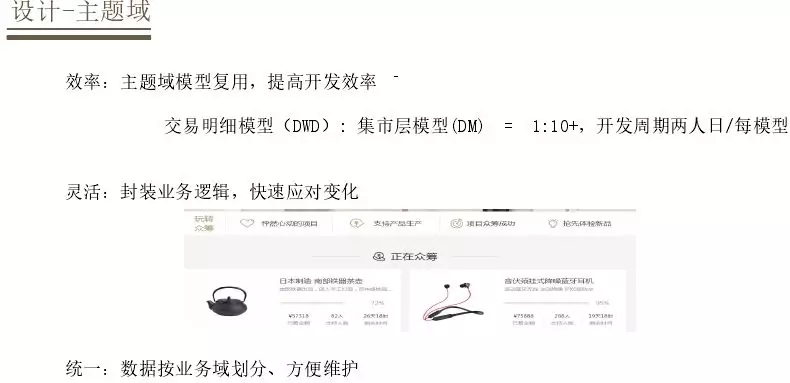 设计-主题域
效率：主题域模型复用，提高开发效率
交易明细模型（DWD）: 集市层模型(DM) = 1:10+，开发周期两人日/每模型
灵活：封装业务逻辑，快速应对变化
玩转众筹
怦然心动的项目
支持产品生产
项目众筹成功
抢先体验新品
正在众筹
日本制造 南部铁器茶壶
72%
¥57318 82人 26天18时
已筹金额 支持人数 剩余时间
音伏颈挂式降噪蓝牙耳机
95%
¥75888 268人 19天18时
已筹金额 支持人数 剩余时间
统一：数据按业务域划分、方便维护